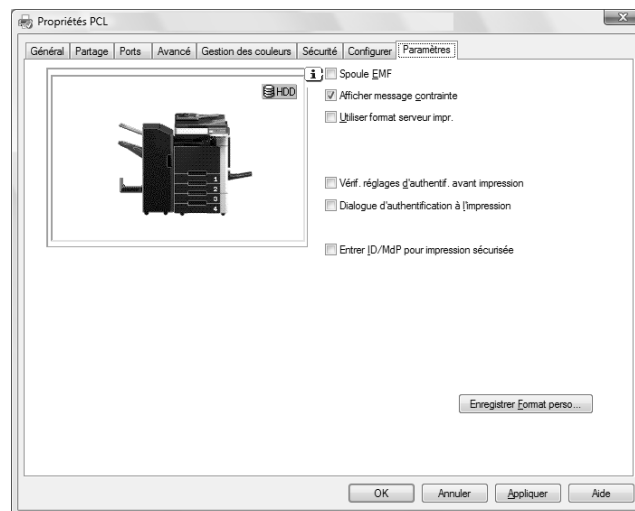 Propriétés PCL
Général Partage Ports Avancé Gestion des couleurs Sécurité Configurer Paramètres
HDD
Spoule EMF
Afficher message contrainte
Utiliser format serveur impr.
1
2
3
4
Vérif. réglages d'authentif. avant impression
Dialogue d'authentification à l'impression
Entrer ID/MdP pour impression sécurisée
Enregistrer Format perso...
OK Annuler Appliquer Aide